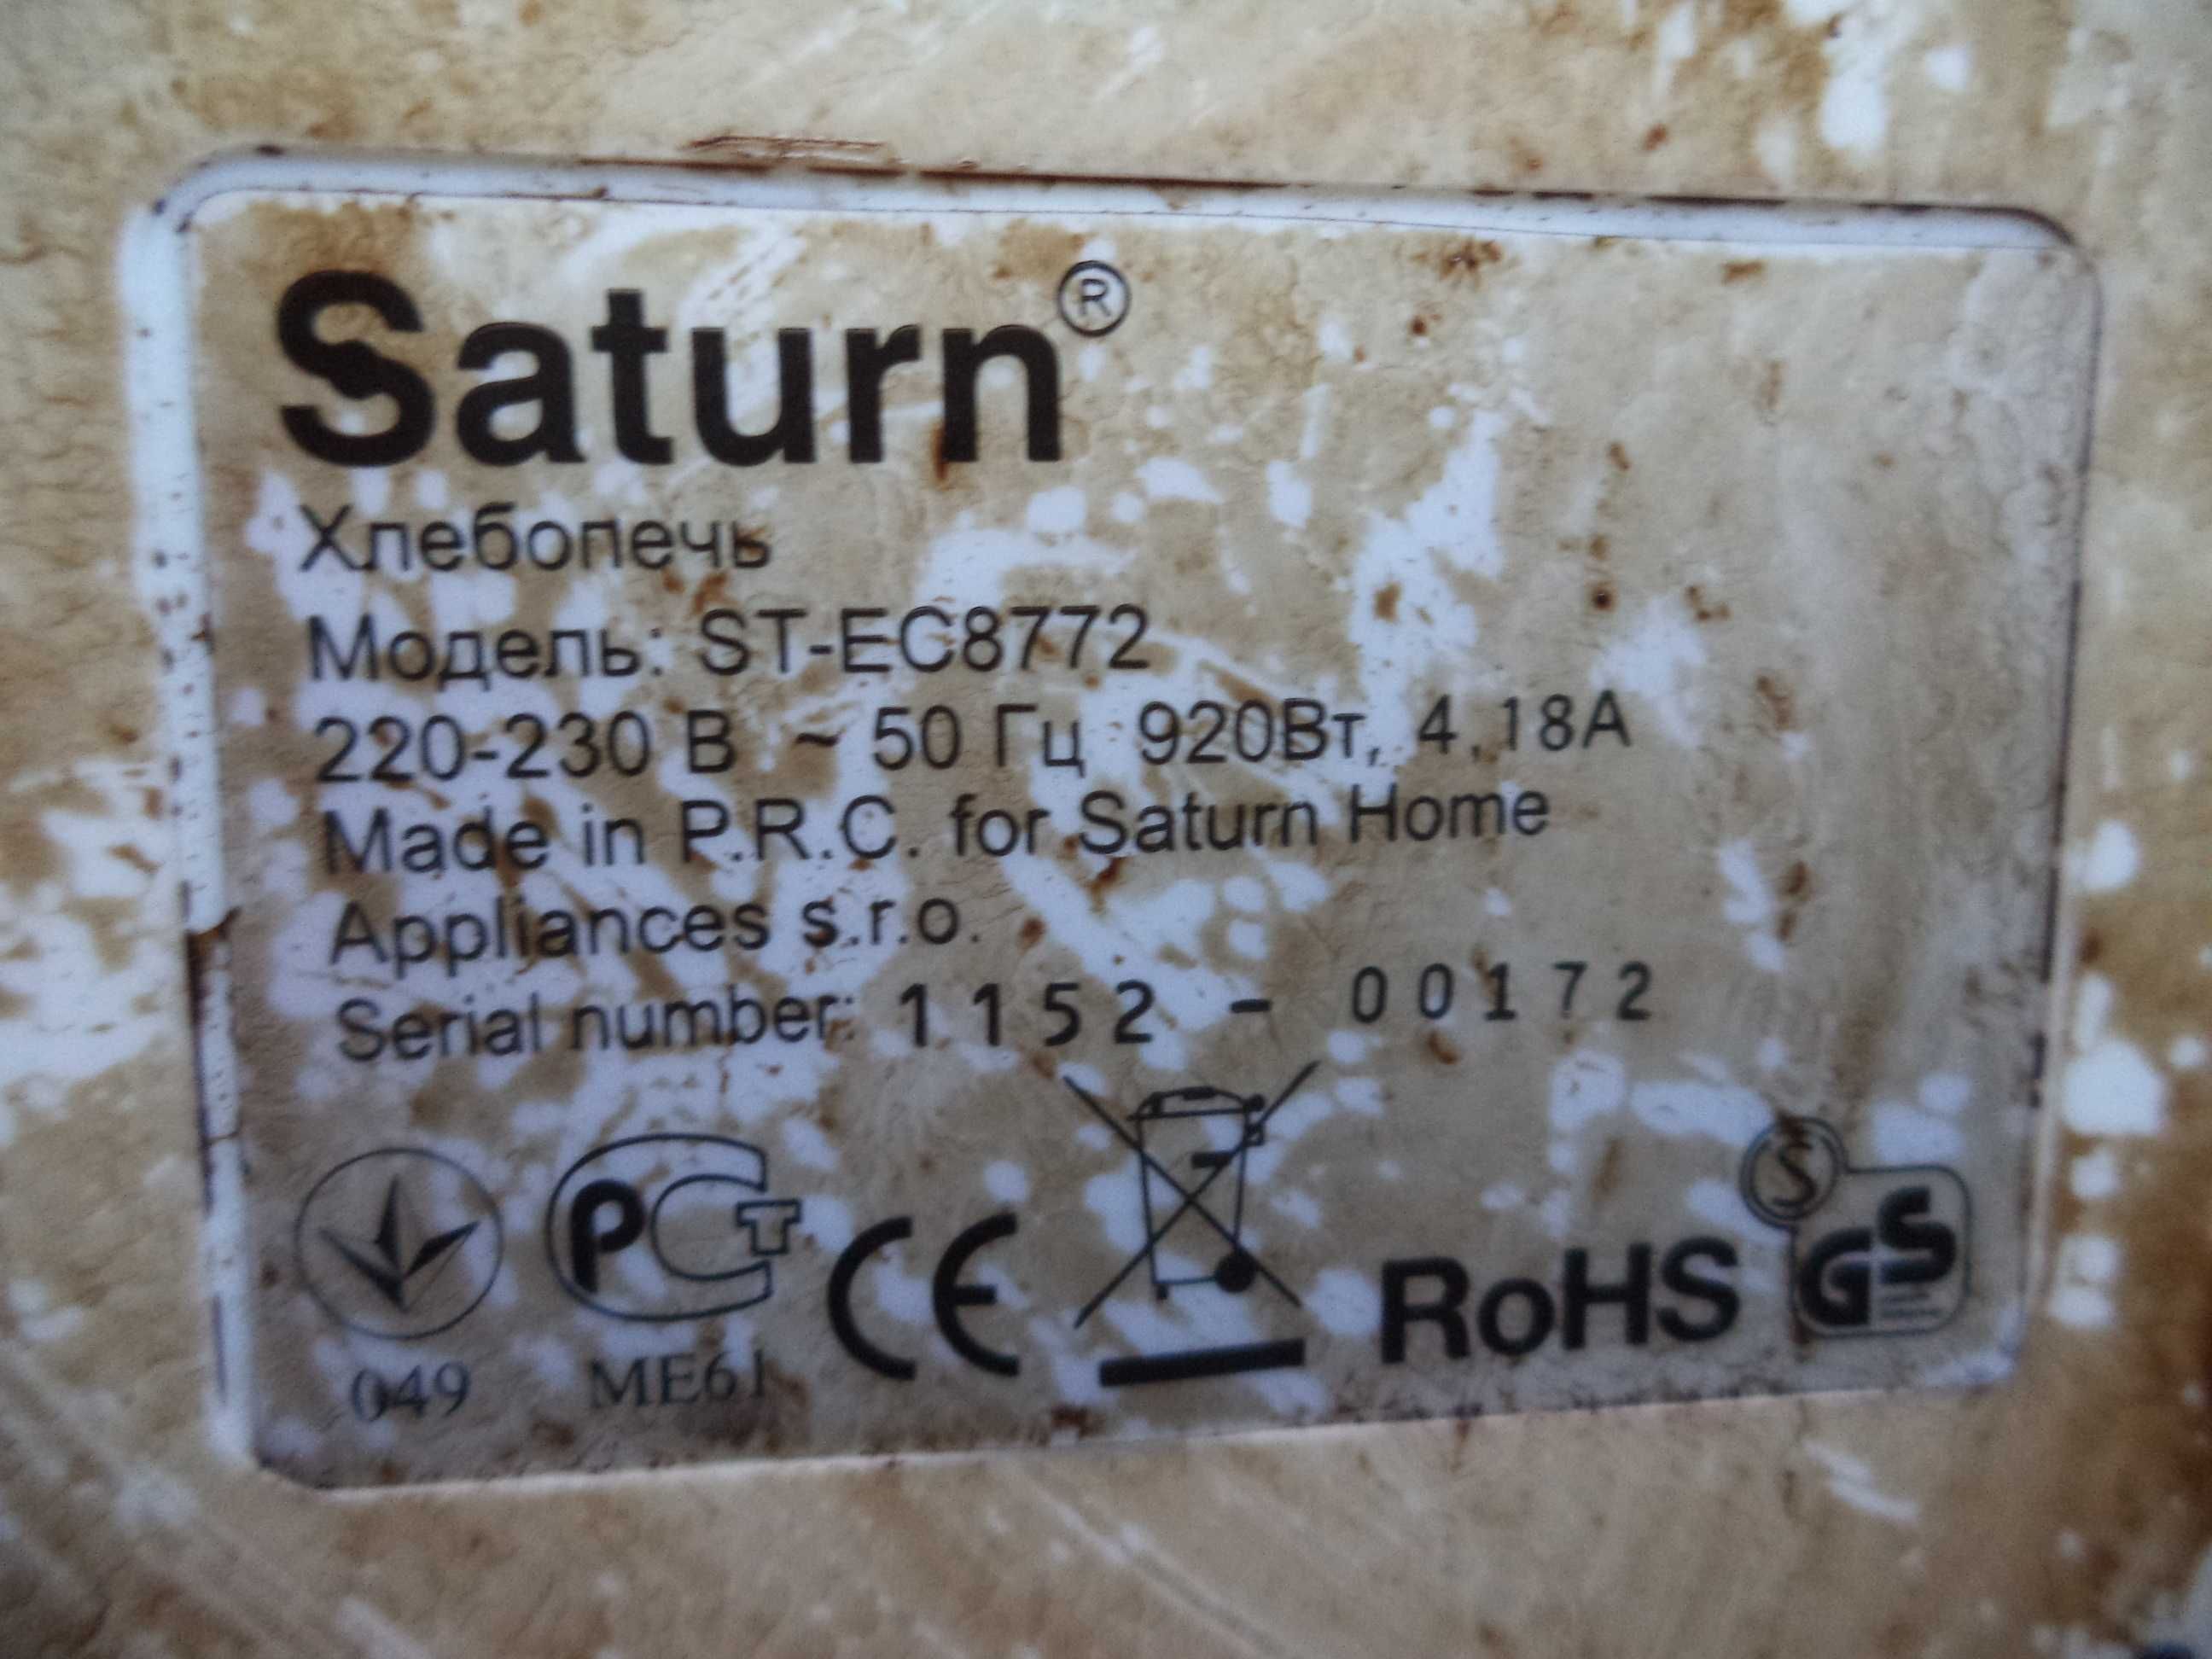 Saturn®
Хлебопечь
Модель: ST-EC8772
220-230 В ~ 50 Гц 920Вт, 4,18А
Made in P.R.C. for Saturn Home
Appliances s.r.o.
Serial number: 1152 - 00172
РСТ CE RoHS S GS
049 ME61